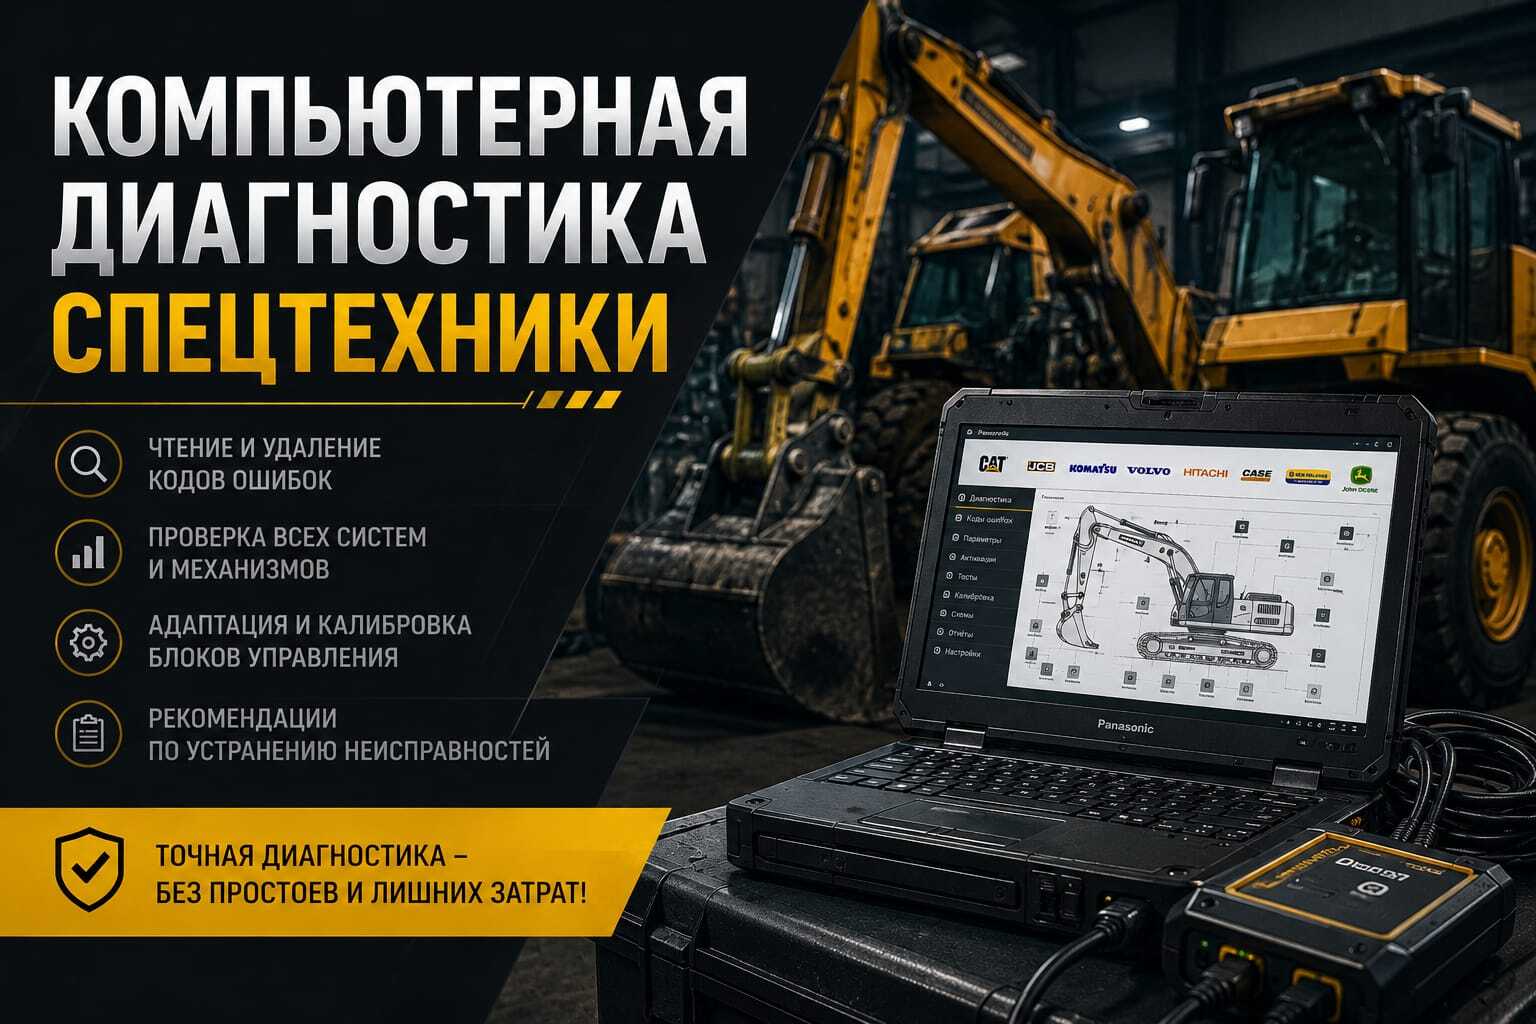 КОМПЬЮТЕРНАЯ
ДИАГНОСТИКА
СПЕЦТЕХНИКИ
ЧТЕНИЕ И УДАЛЕНИЕ
КОДОВ ОШИБОК
ПРОВЕРКА ВСЕХ СИСТЕМ
И МЕХАНИЗМОВ
АДАПТАЦИЯ И КАЛИБРОВКА
БЛОКОВ УПРАВЛЕНИЯ
РЕКОМЕНДАЦИИ
ПО УСТРАНЕНИЮ НЕИСПРАВНОСТЕЙ
ТОЧНАЯ ДИАГНОСТИКА –
БЕЗ ПРОСТОЕВ И ЛИШНИХ ЗАТРАТ!
CAT JCB KOMATSU VOLVO HITACHI CASE
JOHN DEERE
Диагностика
Коды ошибок
Параметры
Тесты
Калибровка
Схемы
Отчёты
Настройки
Panasonic